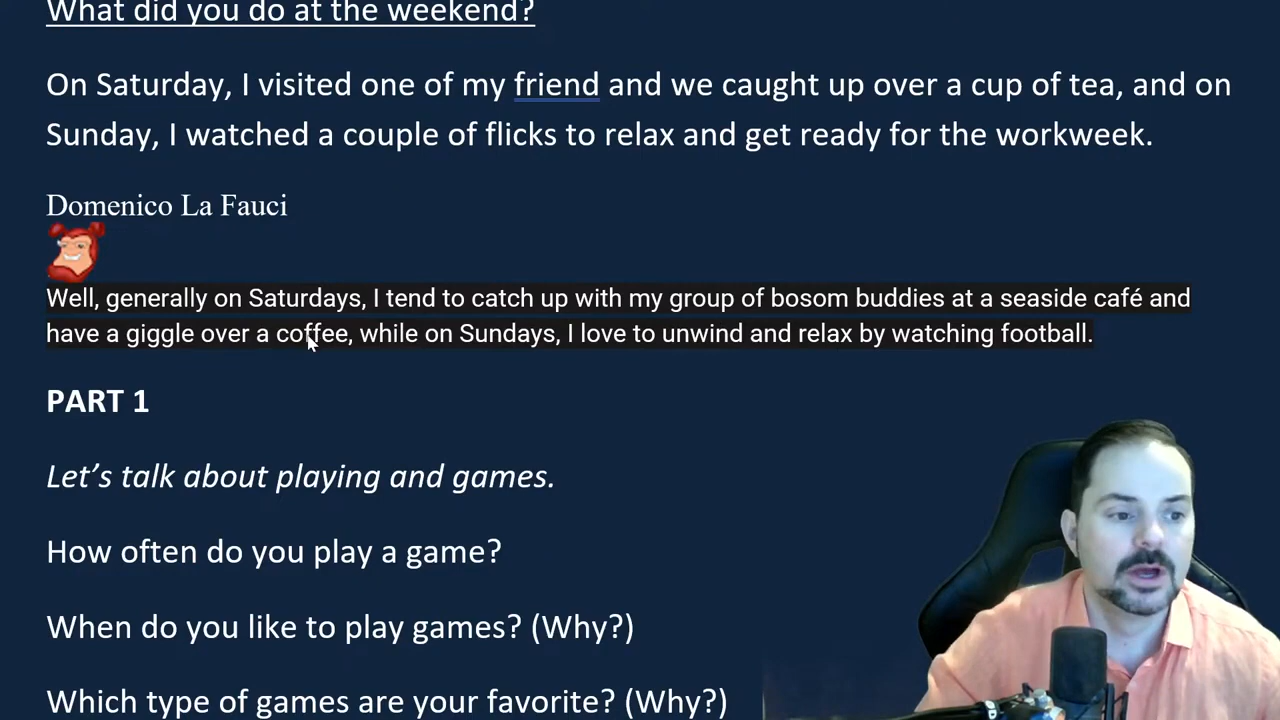 What did you do at the weekend?
On Saturday, I visited one of my friend and we caught up over a cup of tea, and on
Sunday, I watched a couple of flicks to relax and get ready for the workweek.
Domenico La Fauci
Well, generally on Saturdays, I tend to catch up with my group of bosom buddies at a seaside café and
have a giggle over a coffee, while on Sundays, I love to unwind and relax by watching football.
PART 1
Let’s talk about playing and games.
How often do you play a game?
When do you like to play games? (Why?)
Which type of games are your favorite? (Why?)